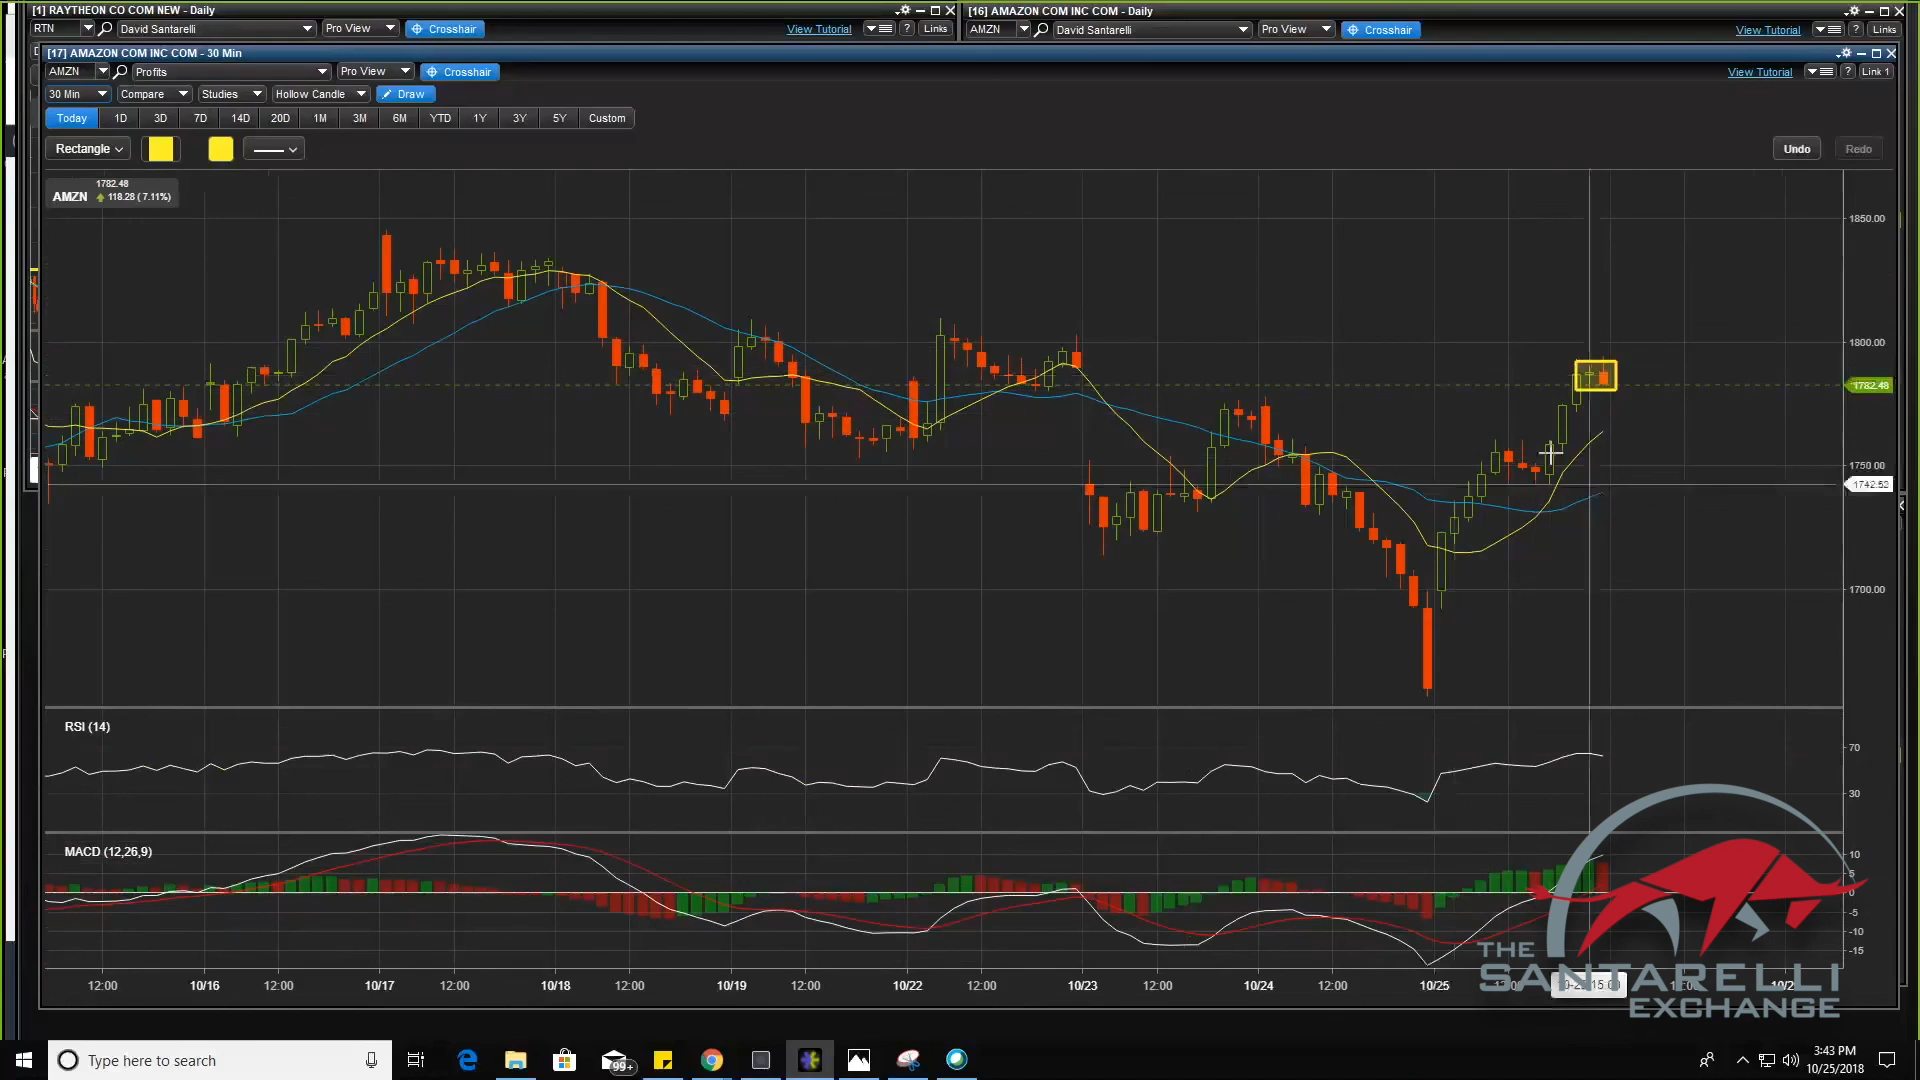 [1] RAYTHEON CO COM NEW - Daily
[16] AMAZON COM INC COM - Daily
RTN David Santarelli Pro View Crosshair View Tutorial ? Links
AMZN David Santarelli Pro View Crosshair View Tutorial ? Links
[17] AMAZON COM INC COM - 30 Min
AMZN Profits Pro View Crosshair View Tutorial ? Link 1
30 Min Compare Studies Hollow Candle Draw
Today 1D 3D 7D 14D 20D 1M 3M 6M YTD 1Y 3Y 5Y Custom
Rectangle Undo Redo
1782.48
AMZN 118.28 ( 7.11%)
1850.00
1800.00
1782.48
1750.00
1742.52
1700.00
RSI (14)
70
30
MACD (12,26,9)
10
5
0
-5
-10
-15
12:00 10/16 12:00 10/17 12:00 10/18 12:00 10/19 12:00 10/22 12:00 10/23 12:00 10/24 12:00 10/25
THE
SANTARELLI
EXCHANGE
Type here to search
99+
3:43 PM
10/25/2018